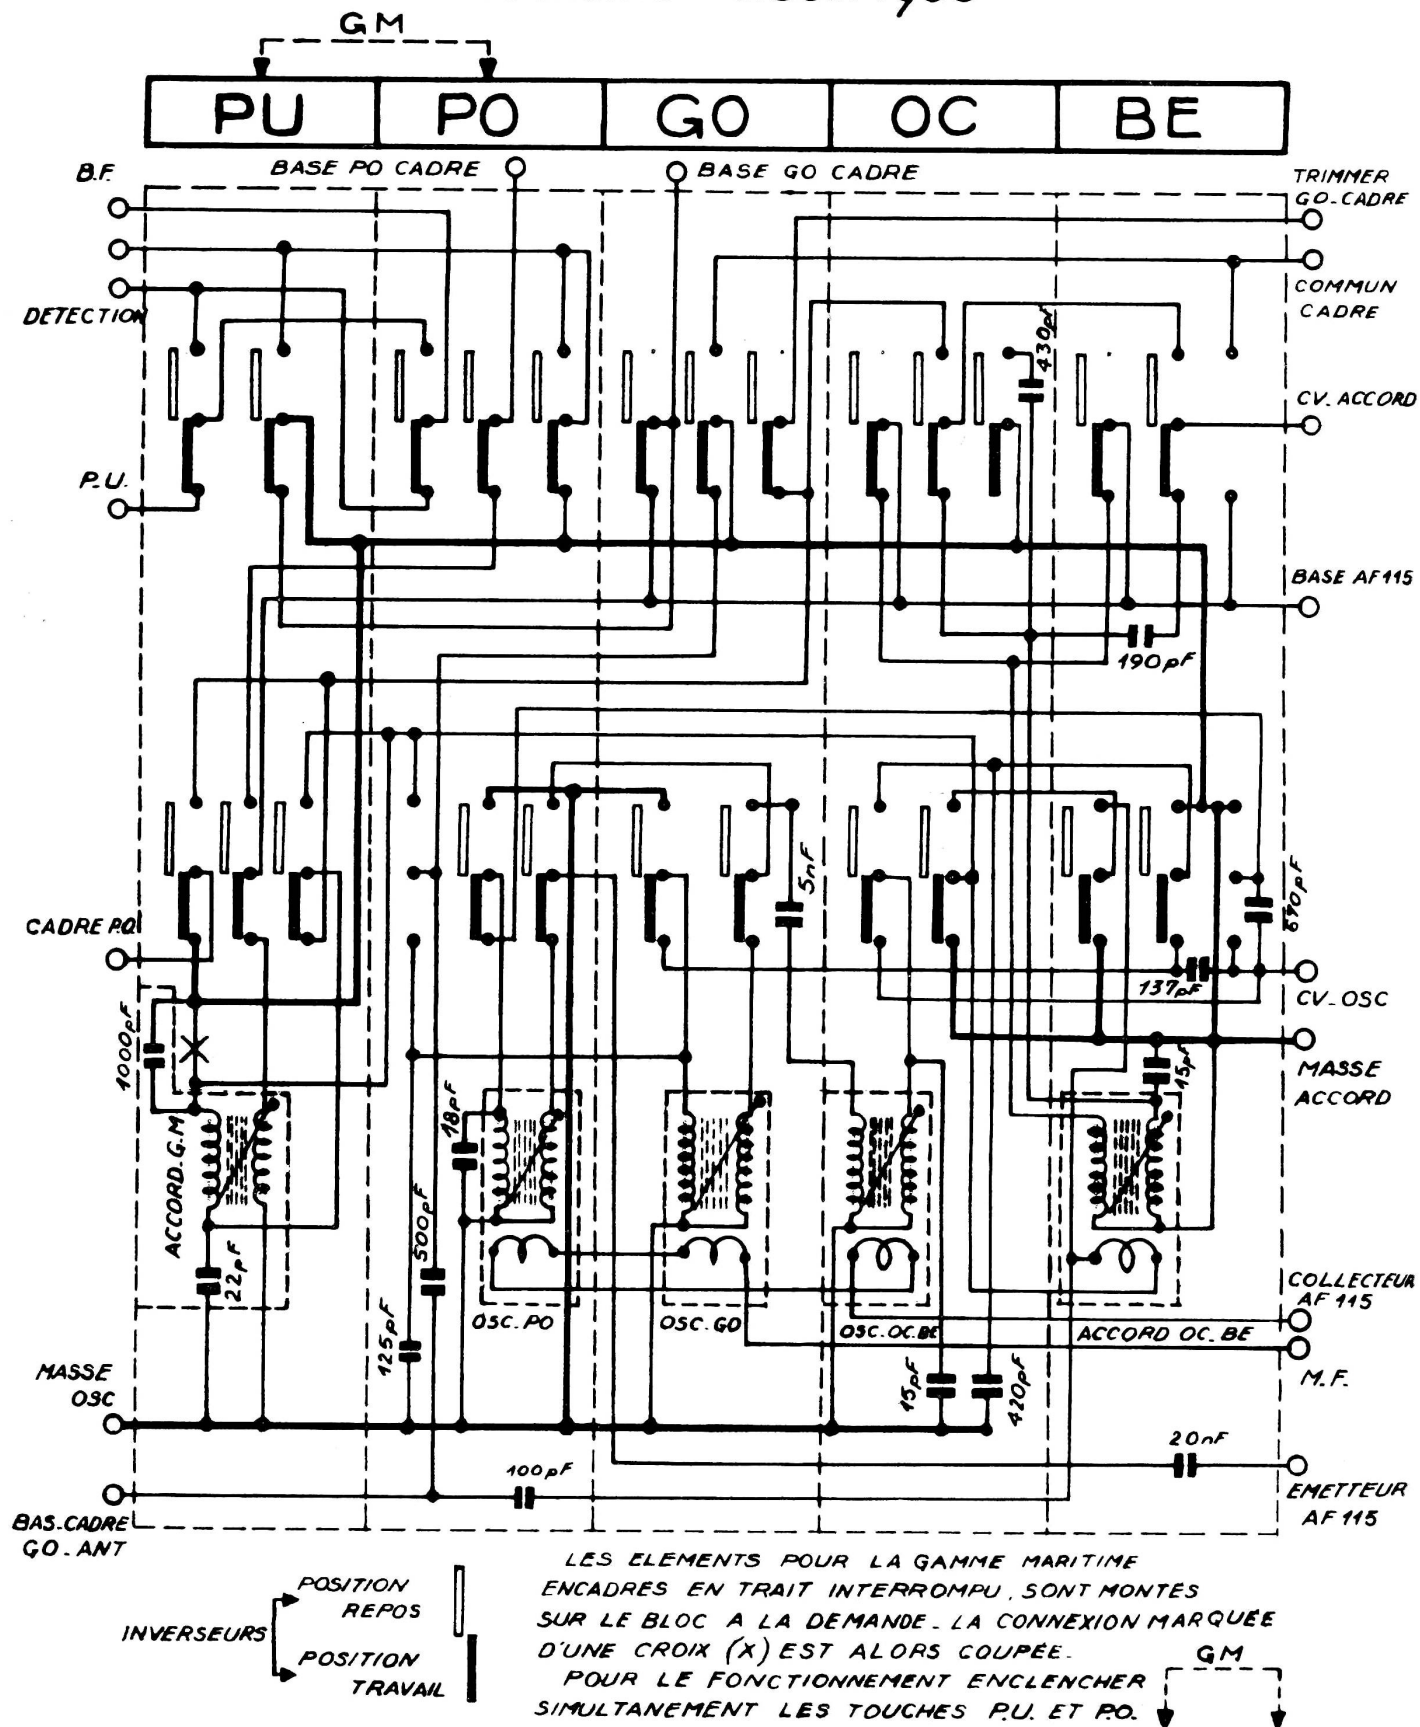 GM
PU PO GO OC BE
B.F.
BASE PO CADRE
BASE GO CADRE
TRIMMER
GO-CADRE
COMMUN
CADRE
DETECTION
430pF
CV. ACCORD
P.U.
BASE AF 115
190pF
5nF
670pF
CADRE P.O.
137pF
CV-OSC
1000pF
15pF
MASSE
ACCORD
ACCORD.G.M
22pF
18pF
500pF
125pF
OSC-PO
OSC-GO
OSC.OC.BE
ACCORD OC.BE
COLLECTEUR
AF 115
M.F.
MASSE
OSC
15pF
420pF
20nF
100pF
EMETTEUR
AF 115
BAS-CADRE
GO-ANT
INVERSEURS
POSITION
REPOS
POSITION
TRAVAIL
LES ELEMENTS POUR LA GAMME MARITIME
ENCADRES EN TRAIT INTERROMPU, SONT MONTES
SUR LE BLOC A LA DEMANDE - LA CONNEXION MARQUÉE
D'UNE CROIX (X) EST ALORS COUPÉE.
POUR LE FONCTIONNEMENT ENCLENCHER
SIMULTANEMENT LES TOUCHES P.U. ET P.O.
GM